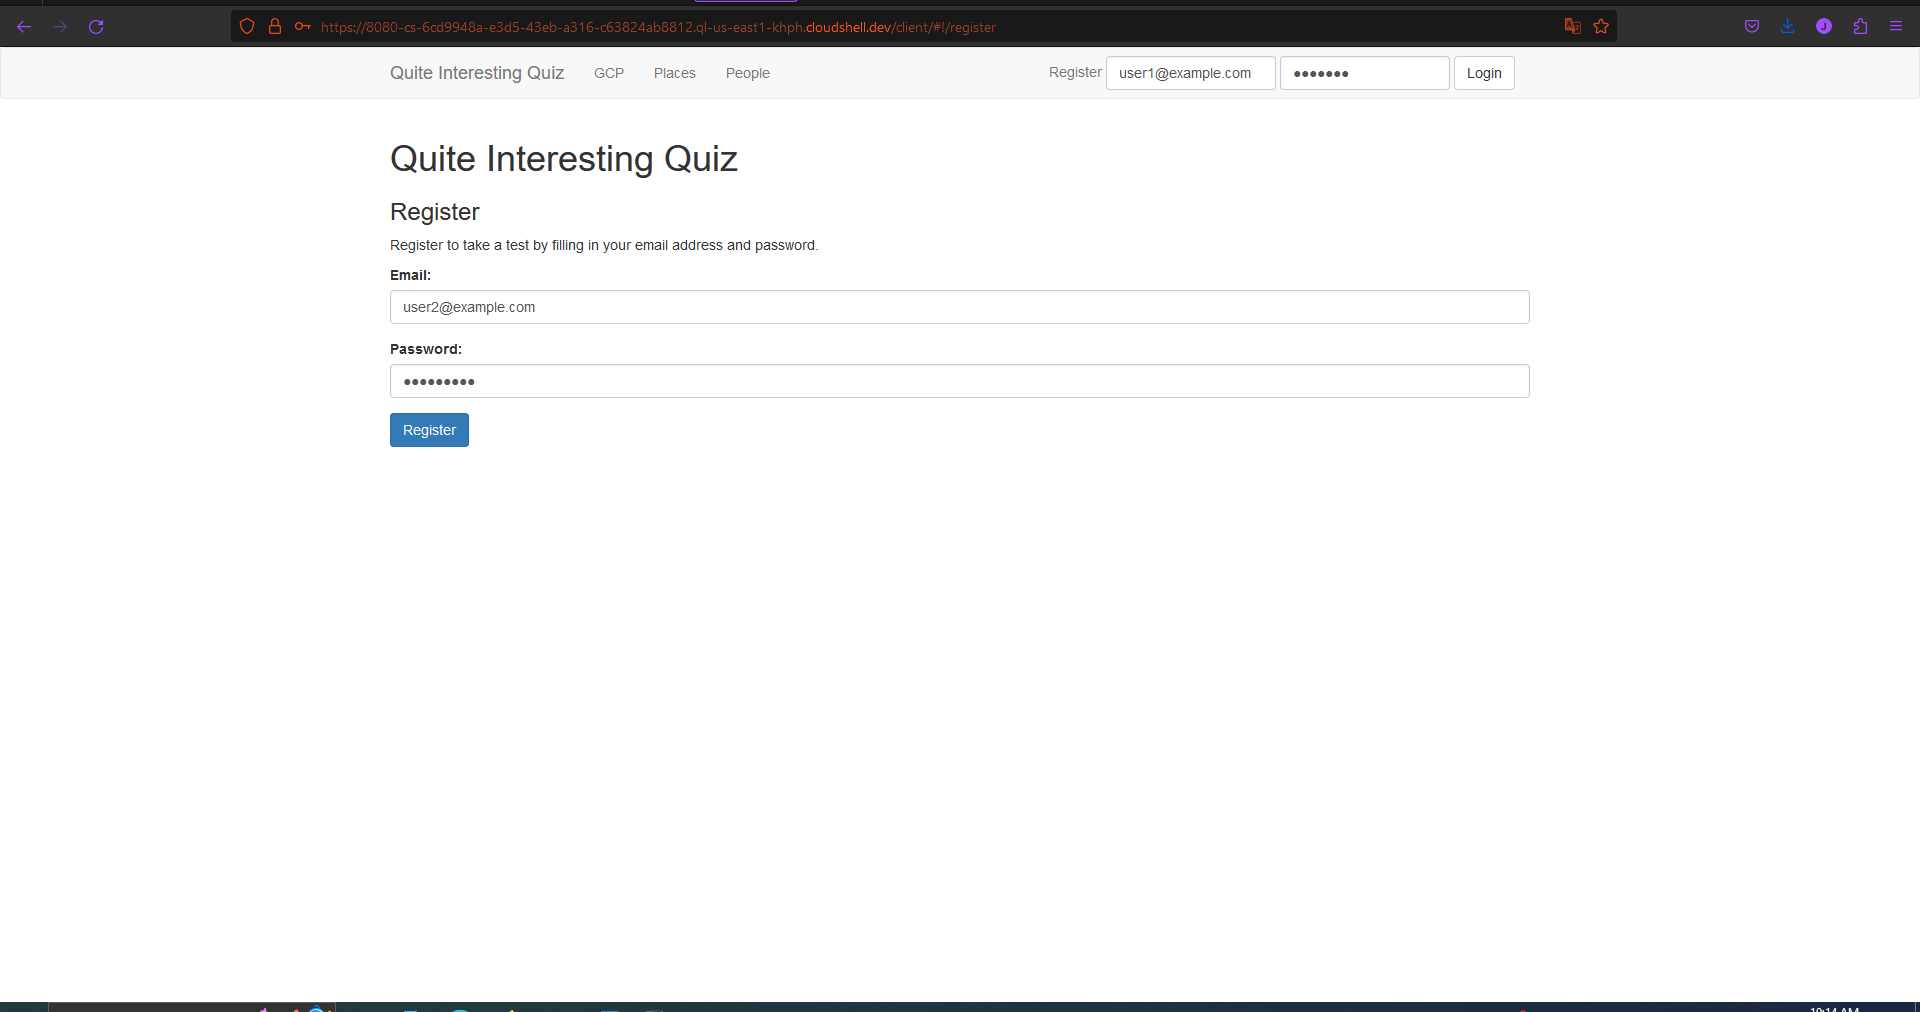 https://8080-cs-6cd9948a-e3d5-43eb-a316-c63824ab8812.ql-us-east1-khph.cloudshell.dev/client/#!/register
J
Quite Interesting Quiz GCP Places People Register user1@example.com ●●●●●●● Login
Quite Interesting Quiz
Register
Register to take a test by filling in your email address and password.
Email:
user2@example.com
Password:
●●●●●●●●●
Register